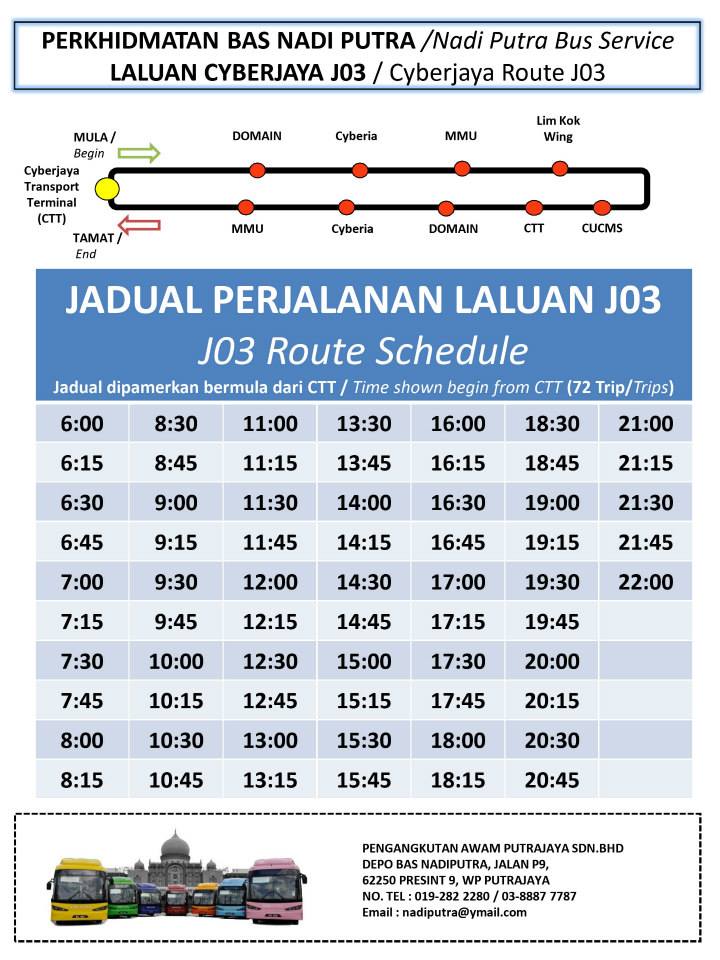 PERKHIDMATAN BAS NADI PUTRA /Nadi Putra Bus Service
LALUAN CYBERJAYA J03 / Cyberjaya Route J03
MULA /
Begin
DOMAIN
Cyberia
MMU
Lim Kok
Wing
Cyberjaya
Transport
Terminal
(CTT)
TAMAT /
End
MMU
Cyberia
DOMAIN
CTT
CUCMS
JADUAL PERJALANAN LALUAN J03
J03 Route Schedule
Jadual dipamerkan bermula dari CTT / Time shown begin from CTT (72 Trip/Trips)
6:00 8:30 11:00 13:30 16:00 18:30 21:00
6:15 8:45 11:15 13:45 16:15 18:45 21:15
6:30 9:00 11:30 14:00 16:30 19:00 21:30
6:45 9:15 11:45 14:15 16:45 19:15 21:45
7:00 9:30 12:00 14:30 17:00 19:30 22:00
7:15 9:45 12:15 14:45 17:15 19:45
7:30 10:00 12:30 15:00 17:30 20:00
7:45 10:15 12:45 15:15 17:45 20:15
8:00 10:30 13:00 15:30 18:00 20:30
8:15 10:45 13:15 15:45 18:15 20:45
PENGANGKUTAN AWAM PUTRAJAYA SDN.BHD
DEPO BAS NADIPUTRA, JALAN P9,
62250 PRESINT 9, WP PUTRAJAYA
NO. TEL : 019-282 2280 / 03-8887 7787
Email : nadiputra@ymail.com